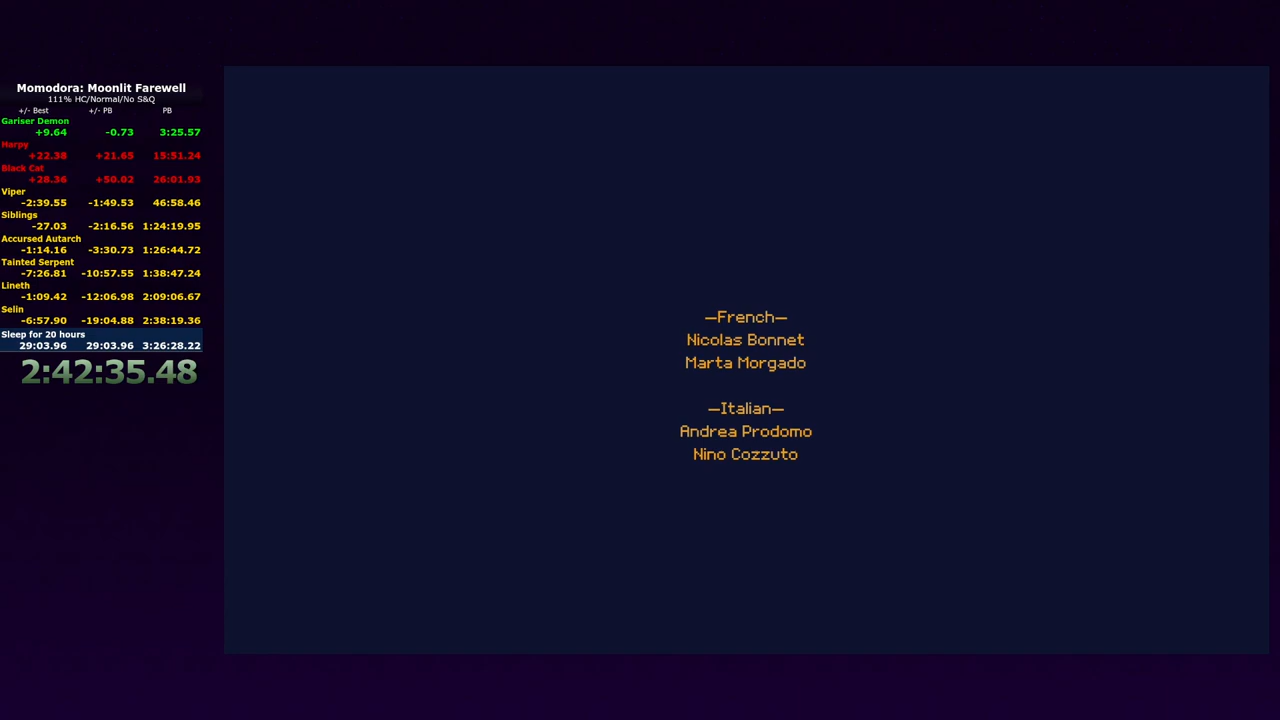 Momodora: Moonlit Farewell
111% HC/Normal/No S&Q
+/- Best +/- PB PB
Gariser Demon
+9.64 -0.73 3:25.57
Harpy
+22.38 +21.65 15:51.24
Black Cat
+28.36 +50.02 26:01.93
Viper
-2:39.55 -1:49.53 46:58.46
Siblings
-27.03 -2:16.56 1:24:19.95
Accursed Autarch
-1:14.16 -3:30.73 1:26:44.72
Tainted Serpent
-7:26.81 -10:57.55 1:38:47.24
Lineth
-1:09.42 -12:06.98 2:09:06.67
Selin
-6:57.90 -19:04.88 2:38:19.36
Sleep for 20 hours
29:03.96 29:03.96 3:26:28.22
2:42:35.48
—French—
Nicolas Bonnet
Marta Morgado
—Italian—
Andrea Prodomo
Nino Cozzuto